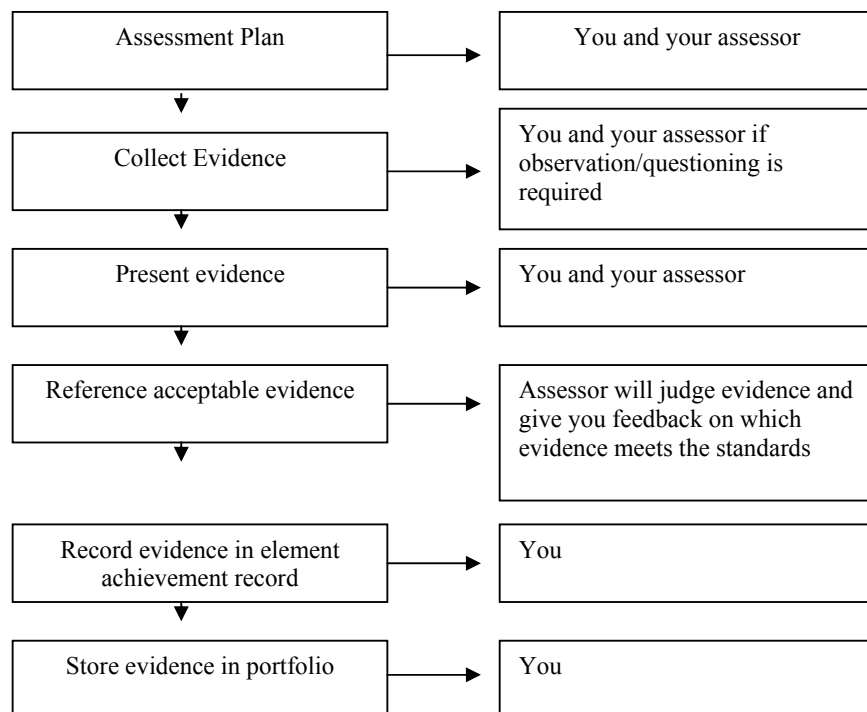 Assessment Plan
You and your assessor
Collect Evidence
You and your assessor if
observation/questioning is
required
Present evidence
You and your assessor
Reference acceptable evidence
Assessor will judge evidence and
give you feedback on which
evidence meets the standards
Record evidence in element
achievement record
You
Store evidence in portfolio
You